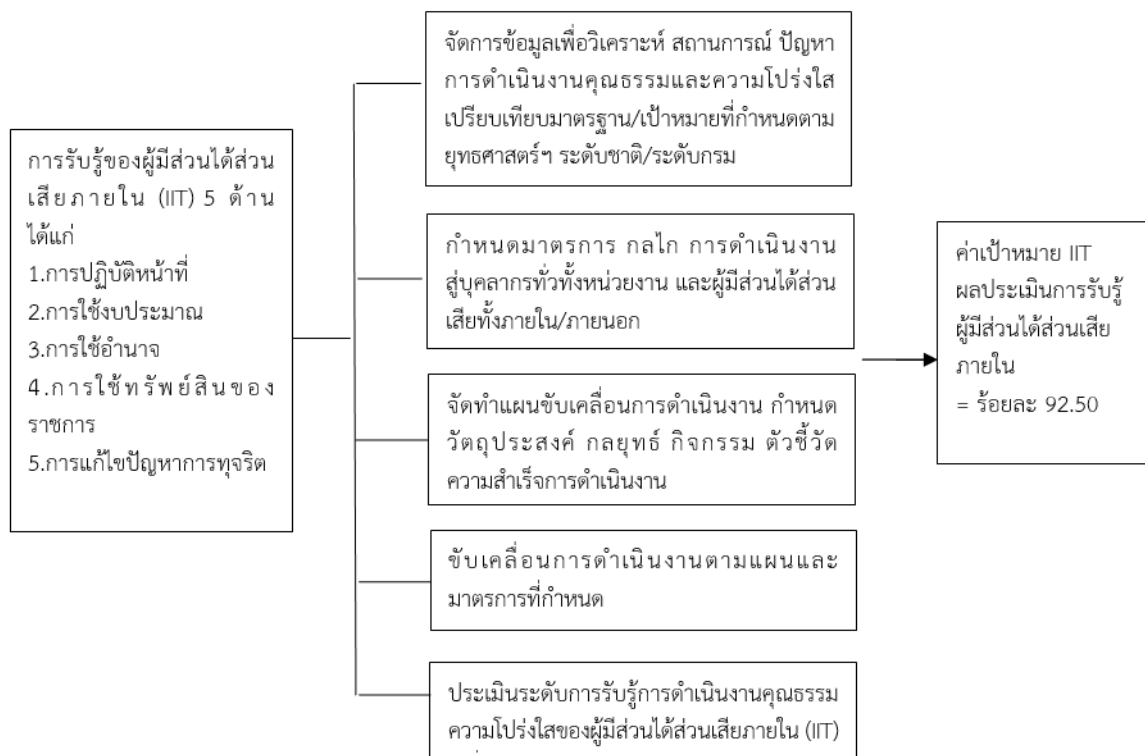 การรับรู้ของผู้มีส่วนได้ส่วน
เสียภายใน (IIT) 5 ด้าน
ได้แก่
1.การปฏิบัติหน้าที่
2.การใช้งบประมาณ
3.การใช้อำนาจ
4.การใช้ทรัพย์สินของ
ราชการ
5.การแก้ไขปัญหาการทุจริต
จัดการข้อมูลเพื่อวิเคราะห์ สถานการณ์ ปัญหา
การดำเนินงานคุณธรรมและความโปร่งใส
เปรียบเทียบมาตรฐาน/เป้าหมายที่กำหนดตาม
ยุทธศาสตร์ฯ ระดับชาติ/ระดับกรม
กำหนดมาตรการ กลไก การดำเนินงาน
สู่บุคลากรทั่วทั้งหน่วยงาน และผู้มีส่วนได้ส่วน
เสียทั้งภายใน/ภายนอก
จัดทำแผนขับเคลื่อนการดำเนินงาน กำหนด
วัตถุประสงค์ กลยุทธ์ กิจกรรม ตัวชี้วัด
ความสำเร็จการดำเนินงาน
ขับเคลื่อนการดำเนินงานตามแผนและ
มาตรการที่กำหนด
ประเมินระดับการรับรู้การดำเนินงานคุณธรรม
ความโปร่งใสของผู้มีส่วนได้ส่วนเสียภายใน (IIT)
ค่าเป้าหมาย IIT
ผลประเมินการรับรู้
ผู้มีส่วนได้ส่วนเสีย
ภายใน
= ร้อยละ 92.50